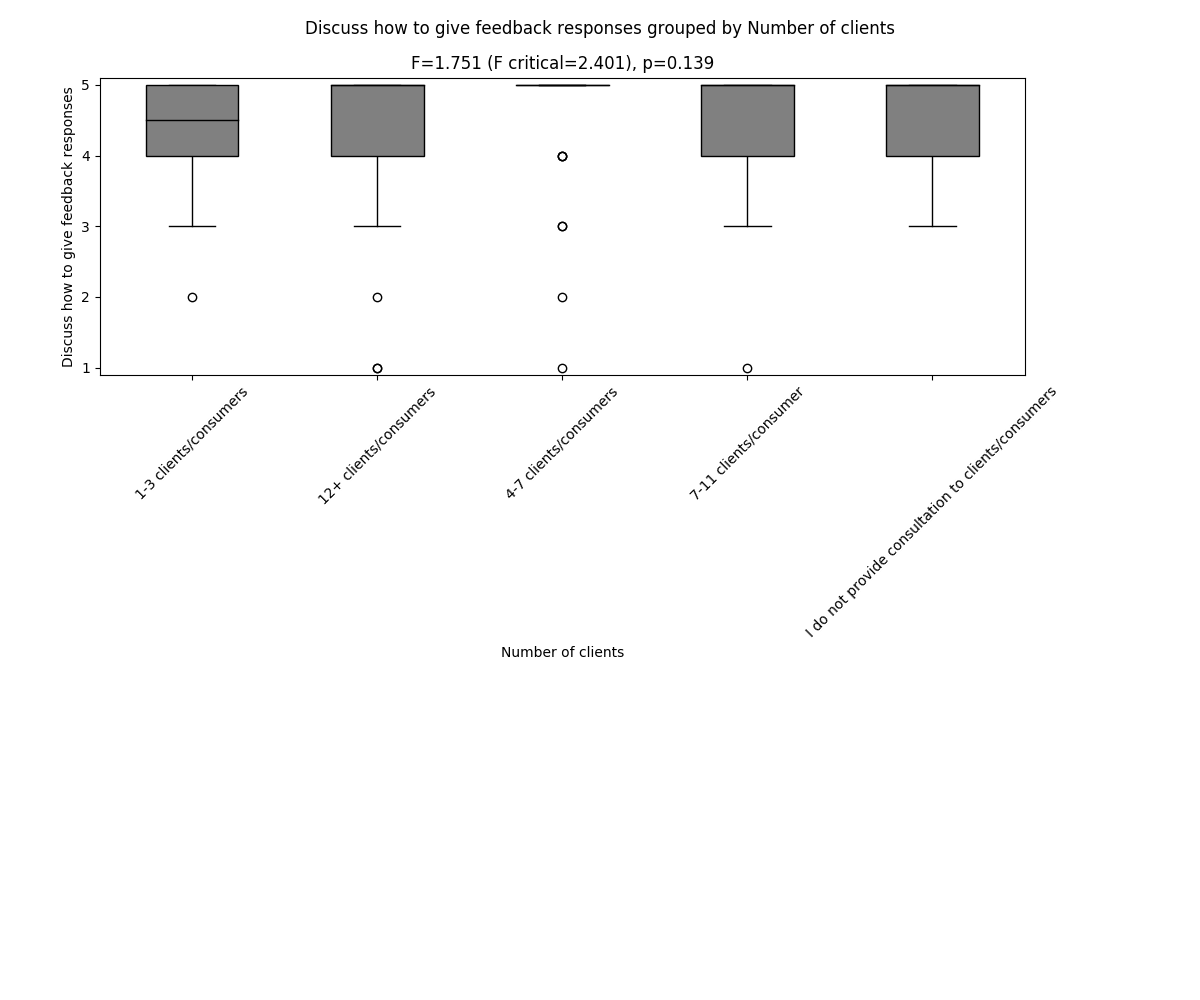 Discuss how to give feedback responses grouped by Number of clients
F=1.751 (F critical=2.401), p=0.139
Discuss how to give feedback responses
5
4
3
2
1
1-3 clients/consumers
12+ clients/consumers
4-7 clients/consumers
7-11 clients/consumer
I do not provide consultation to clients/consumers
Number of clients